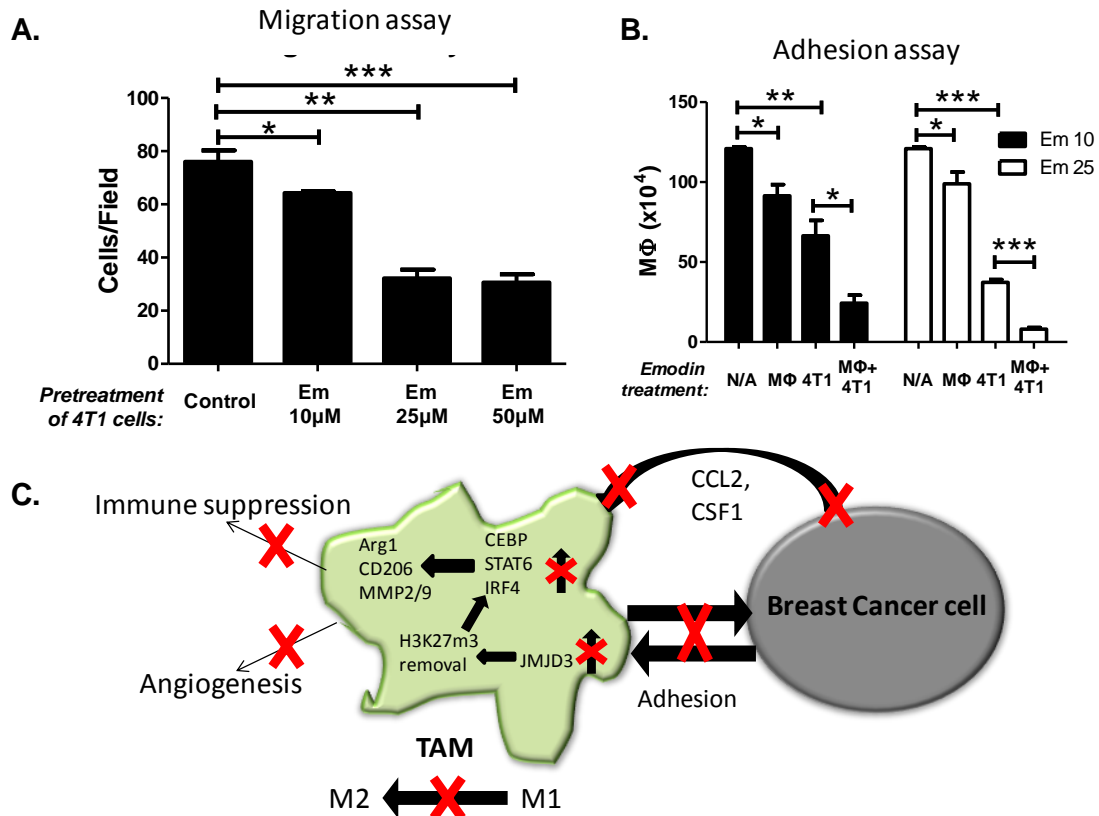 A.
Migration assay
***
**
*
100
80
60
40
20
0
Cells/Field
Pretreatment
of 4T1 cells:
Control
Em
10µM
Em
25µM
Em
50µM
B.
Adhesion assay
150
100
50
0
MΦ (x10⁴)
**
*
*
***
*
***
Em 10
Em 25
Emodin
treatment:
N/A
MΦ
4T1
MΦ+
4T1
N/A
MΦ
4T1
MΦ+
4T1
C.
Immune suppression
Angiogenesis
Arg1
CD206
MMP2/9
CEBP
STAT6
IRF4
H3K27m3
removal
JMJD3
CCL2,
CSF1
Breast Cancer cell
Adhesion
TAM
M2
M1